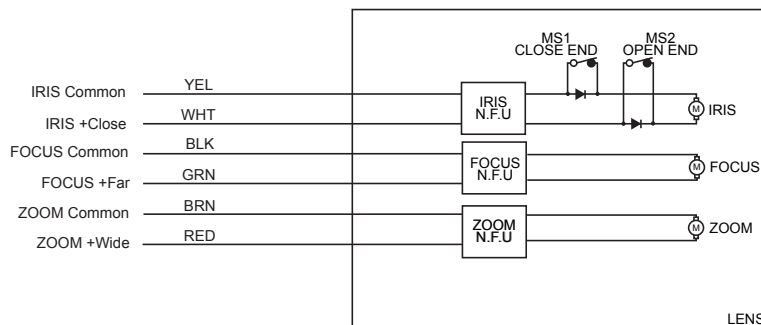 MS1
CLOSE END
MS2
OPEN END
IRIS Common YEL
IRIS +Close WHT
IRIS
N.F.U
M IRIS
FOCUS Common BLK
FOCUS +Far GRN
FOCUS
N.F.U
M FOCUS
ZOOM Common BRN
ZOOM +Wide RED
ZOOM
N.F.U
M ZOOM
LENS